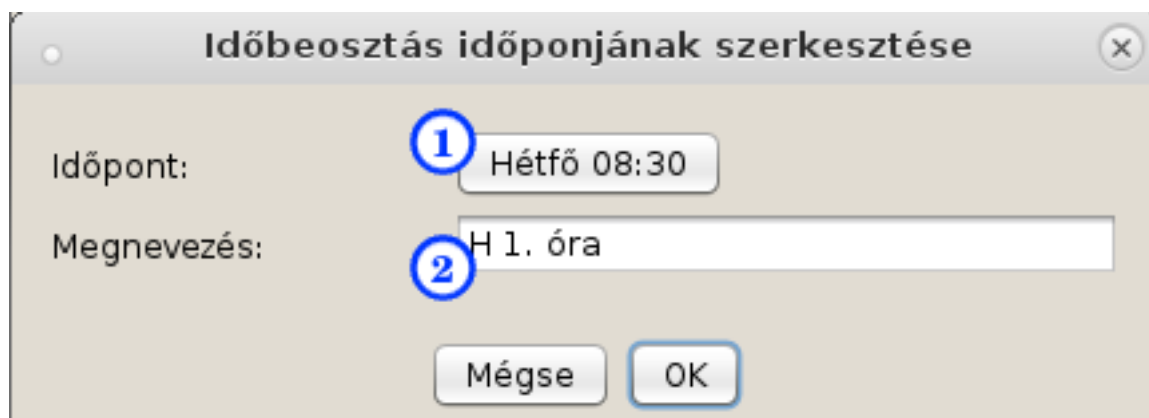 Időbeosztás időponjának szerkesztése
Időpont: 1 Hétfő 08:30
Megnevezés: 2 H 1. óra
Mégse OK